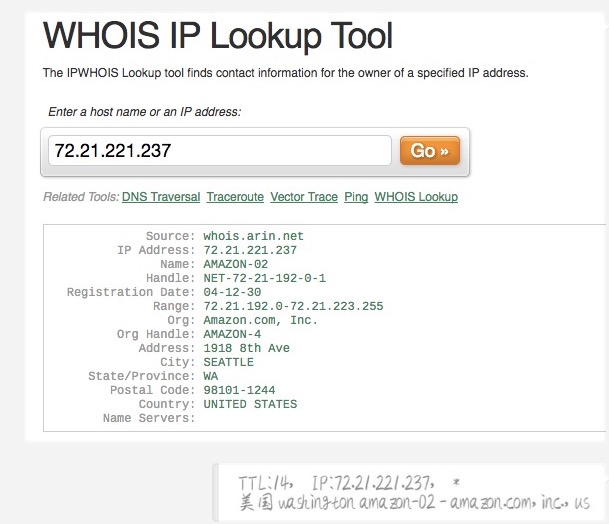 WHOIS IP Lookup Tool
The IPWHOIS Lookup tool finds contact information for the owner of a specified IP address.
Enter a host name or an IP address:
72.21.221.237 Go »
Related Tools: DNS Traversal Traceroute Vector Trace Ping WHOIS Lookup
Source: whois.arin.net
IP Address: 72.21.221.237
Name: AMAZON-02
Handle: NET-72-21-192-0-1
Registration Date: 04-12-30
Range: 72.21.192.0-72.21.223.255
Org: Amazon.com, Inc.
Org Handle: AMAZON-4
Address: 1918 8th Ave
City: SEATTLE
State/Province: WA
Postal Code: 98101-1244
Country: UNITED STATES
Name Servers:
TTL:14, IP:72.21.221.237, *
美国 washington amazon-02 - amazon.com, inc., us